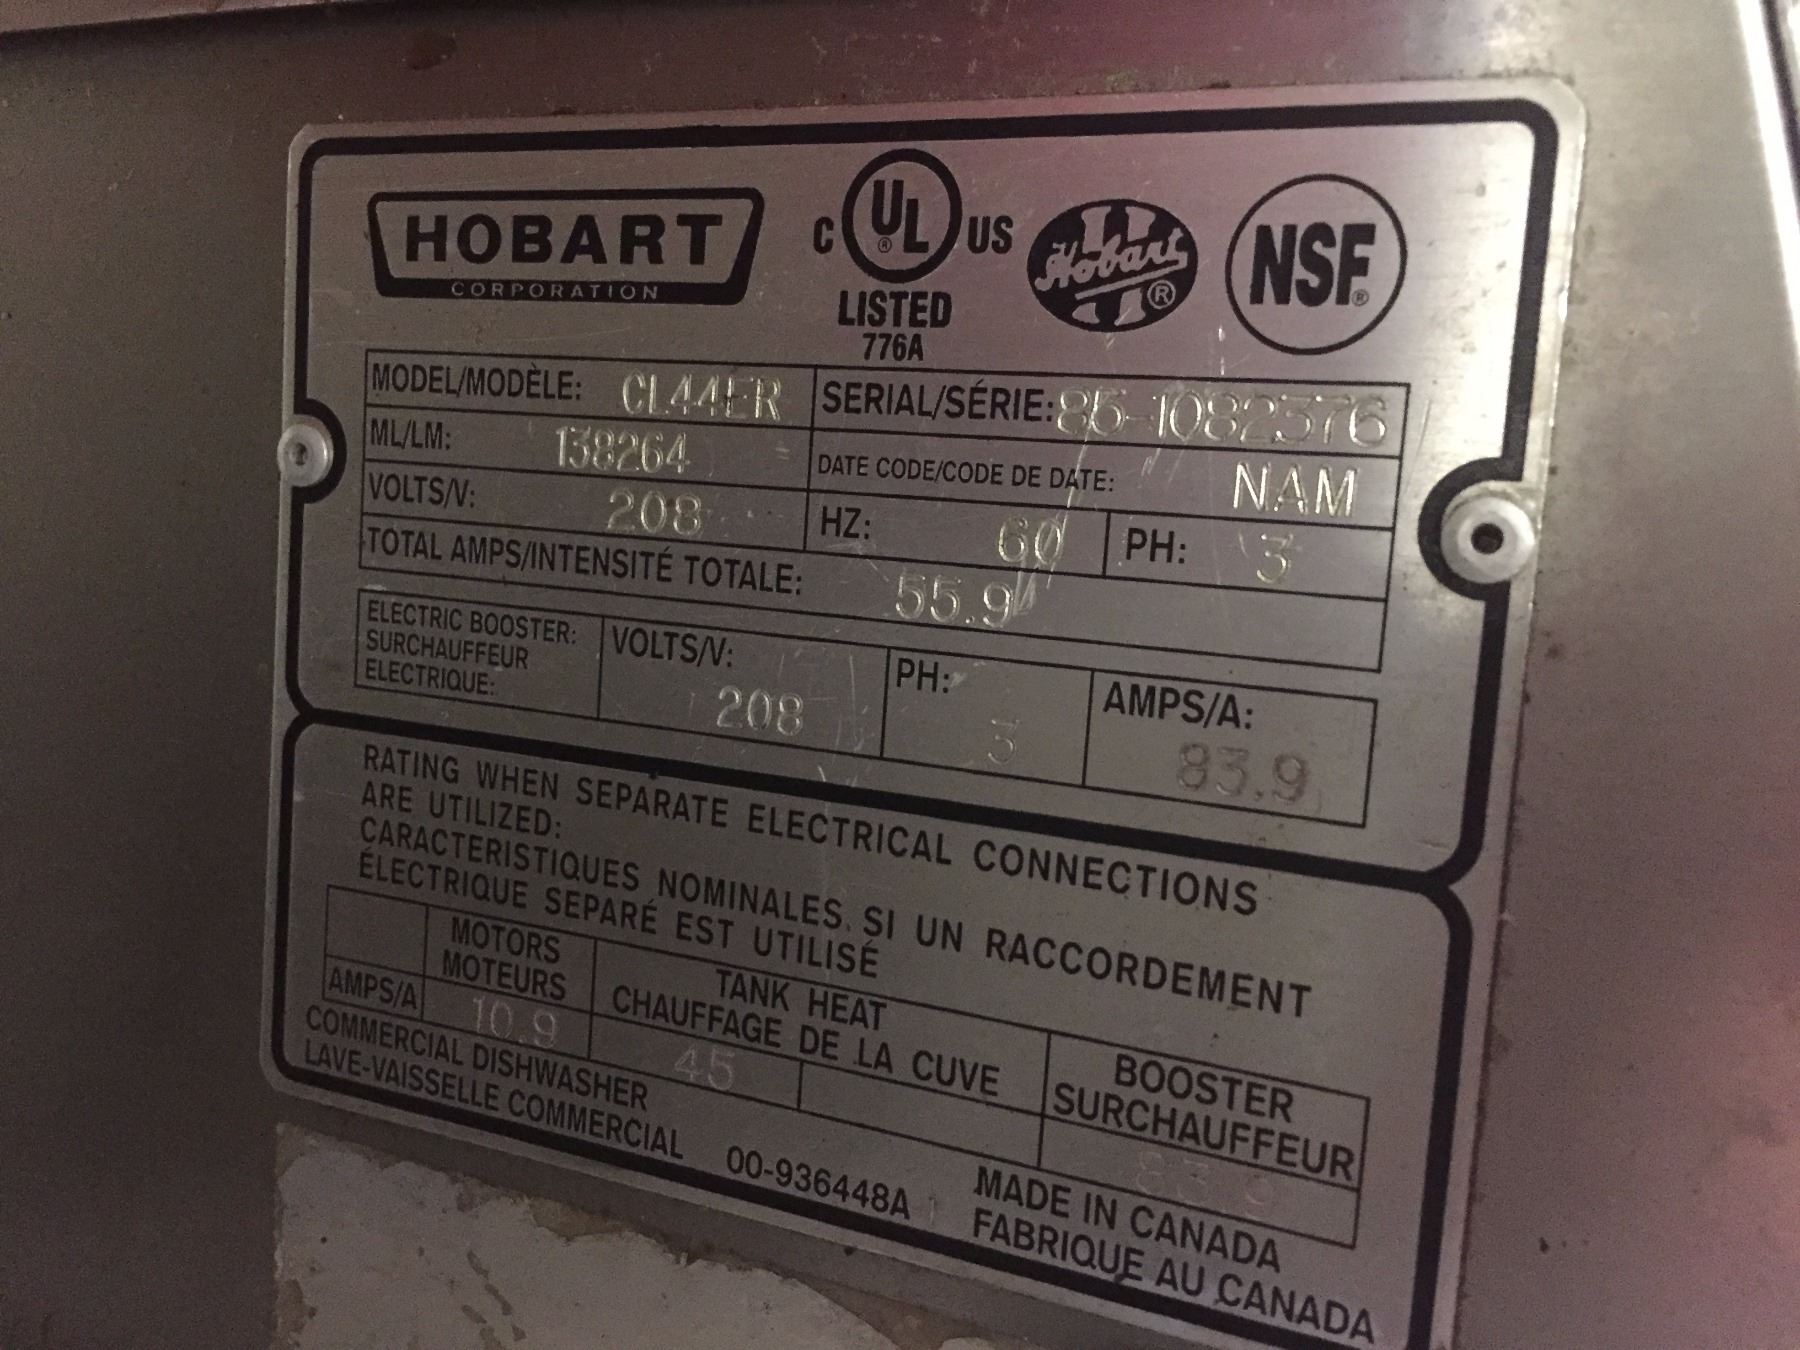 HOBART
CORPORATION
C UL® US
LISTED
776A
Hobart®
NSF®
MODEL/MODÈLE: CL44ER
SERIAL/SÉRIE: 85-1082376
ML/LM: 138264
DATE CODE/CODE DE DATE: NAM
VOLTS/V: 208
HZ: 60
PH: 3
TOTAL AMPS/INTENSITÉ TOTALE: 55.9
ELECTRIC BOOSTER:
SURCHAUFFEUR
ELECTRIQUE:
VOLTS/V: 208
PH: 3
AMPS/A: 83.9
RATING WHEN SEPARATE ELECTRICAL CONNECTIONS
ARE UTILIZED:
CARACTERISTIQUES NOMINALES, SI UN RACCORDEMENT
ÉLECTRIQUE SEPARÉ EST UTILISÉ
MOTORS
MOTEURS
TANK HEAT
CHAUFFAGE DE LA CUVE
BOOSTER
SURCHAUFFEUR
AMPS/A 10.9 45 83.9
COMMERCIAL DISHWASHER
LAVE-VAISSELLE COMMERCIAL
00-936448A
MADE IN CANADA
FABRIQUE AU CANADA